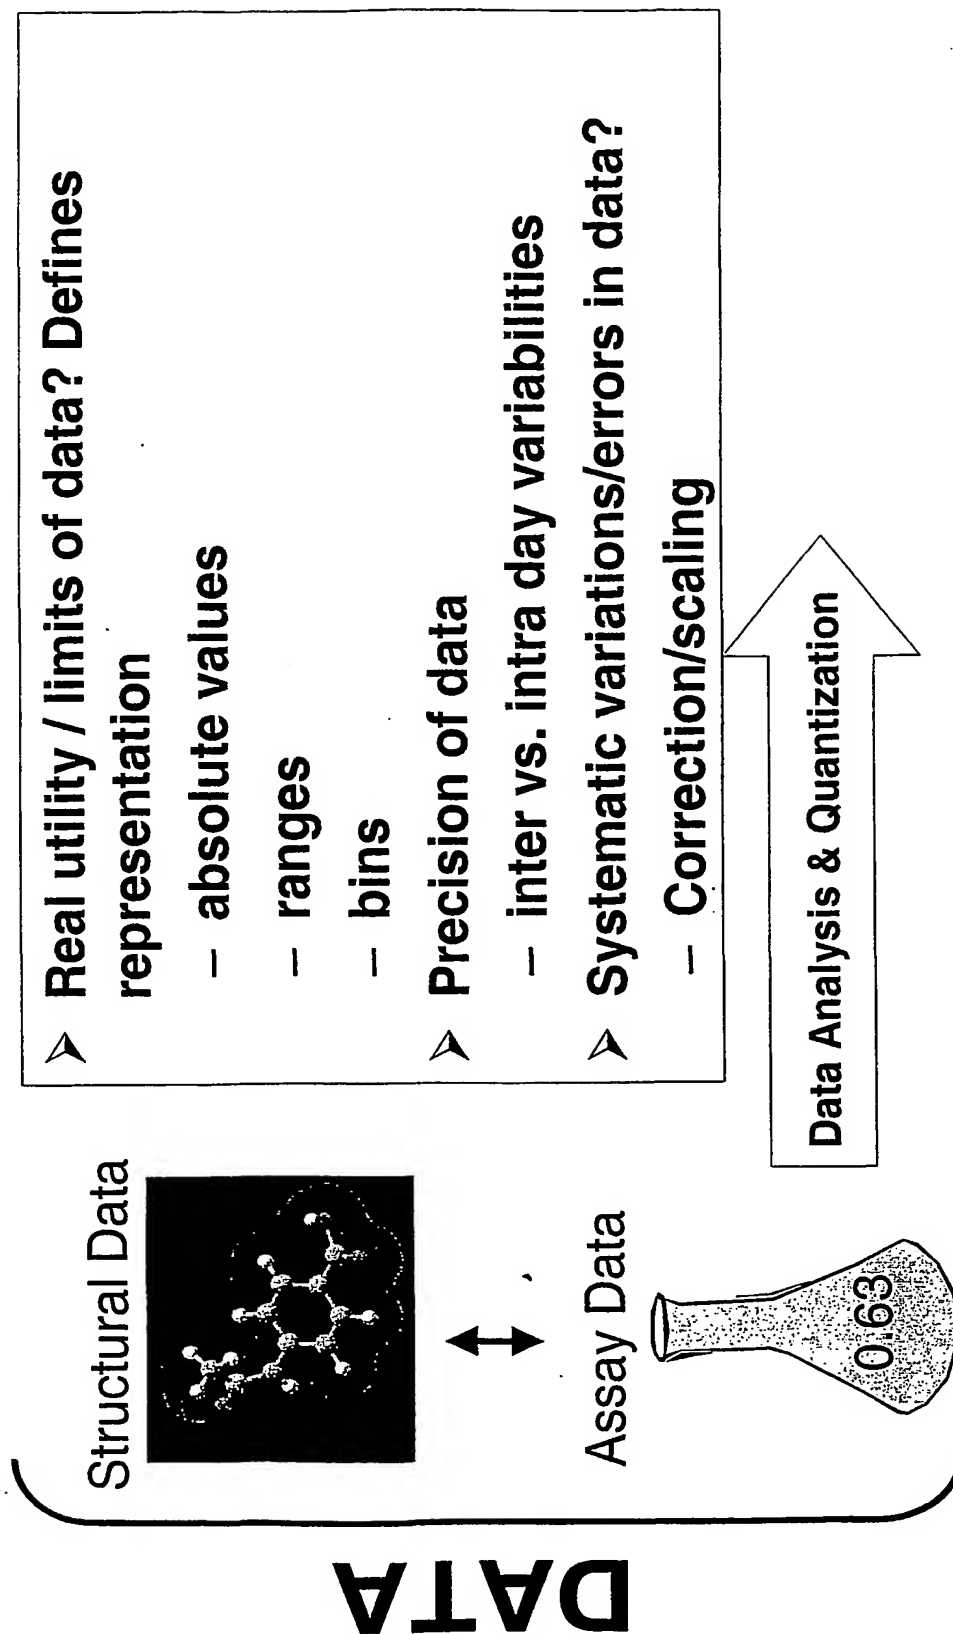 DATA
Structural Data
Assay Data
0.63
➢ Real utility / limits of data? Defines
representation
– absolute values
– ranges
– bins
➢ Precision of data
– inter vs. intra day variabilities
➢ Systematic variations/errors in data?
– Correction/scaling
Data Analysis & Quantization